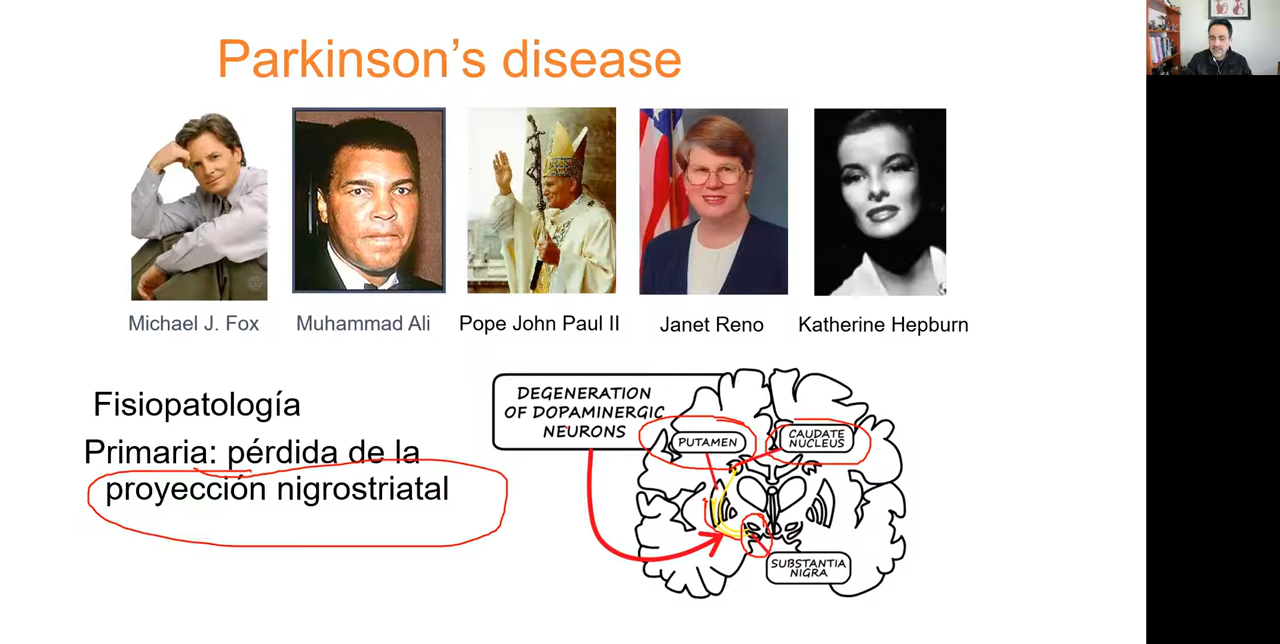 Parkinson’s disease
Michael J. Fox
Muhammad Ali
Pope John Paul II
Janet Reno
Katherine Hepburn
Fisiopatología
Primaria: pérdida de la
proyección nigrostriatal
DEGENERATION
OF DOPAMINERGIC
NEURONS
PUTAMEN
CAUDATE
NUCLEUS
SUBSTANTIA
NIGRA